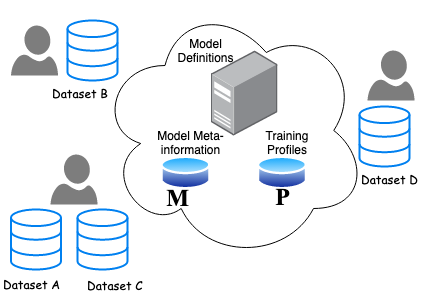 Model
Definitions
Dataset B
Model Meta-
information
Training
Profiles
M
P
Dataset D
Dataset A
Dataset C